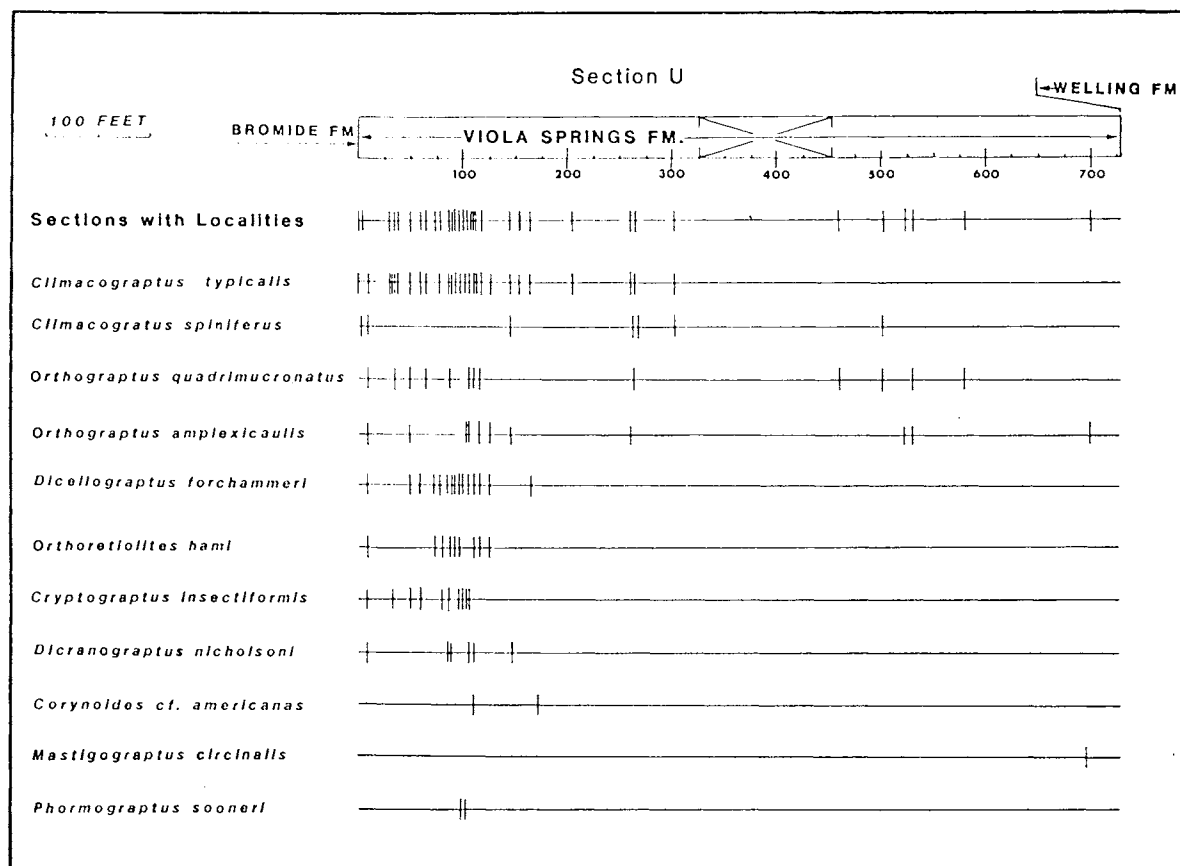 Section U
WELLING FM
100 FEET
BROMIDE FM
VIOLA SPRINGS FM.
100 200 300 400 500 600 700
Sections with Localities
Climacograptus typicalis
Climacogratus spiniferus
Orthograptus quadrimucronatus
Orthograptus amplexicaulis
Dicellograptus forchammeri
Orthoretiolites hami
Cryptograptus insectiformis
Dicranograptus nicholsoni
Corynoides cf. americanas
Mastigograptus circinalis
Phormograptus sooneri